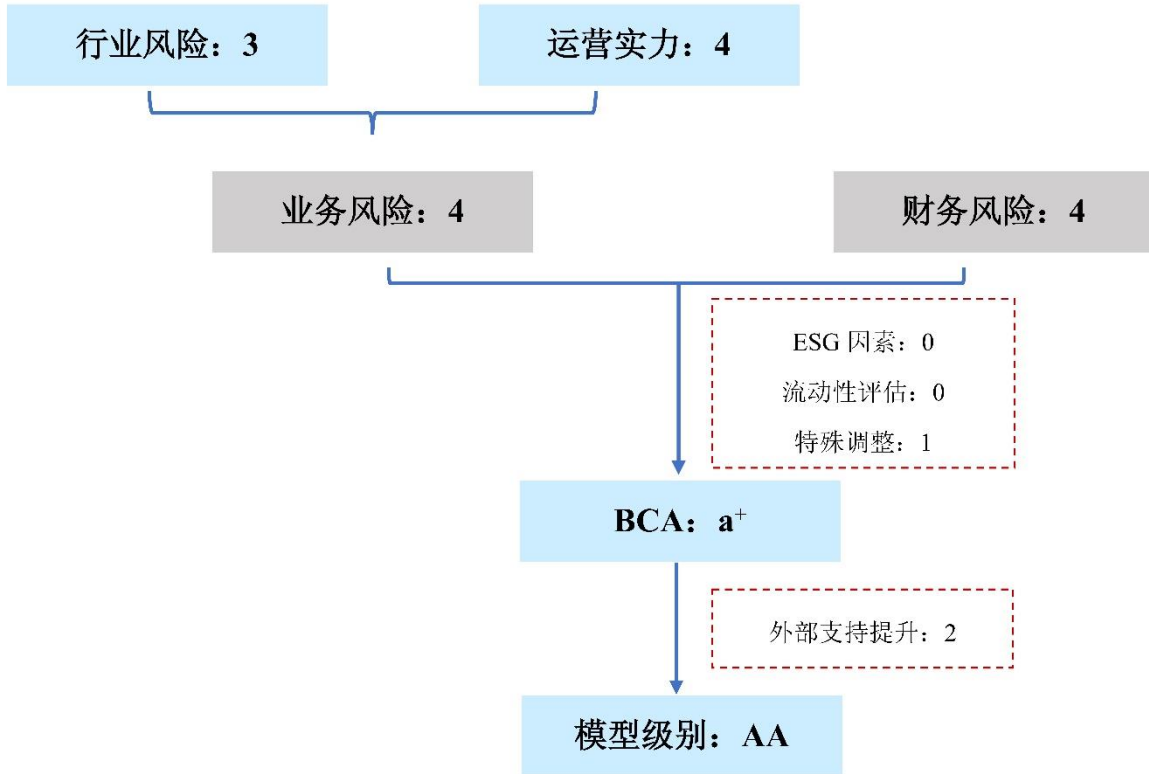 行业风险：3
运营实力：4
业务风险：4
财务风险：4
ESG 因素：0
流动性评估：0
特殊调整：1
BCA：a⁺
外部支持提升：2
模型级别：AA